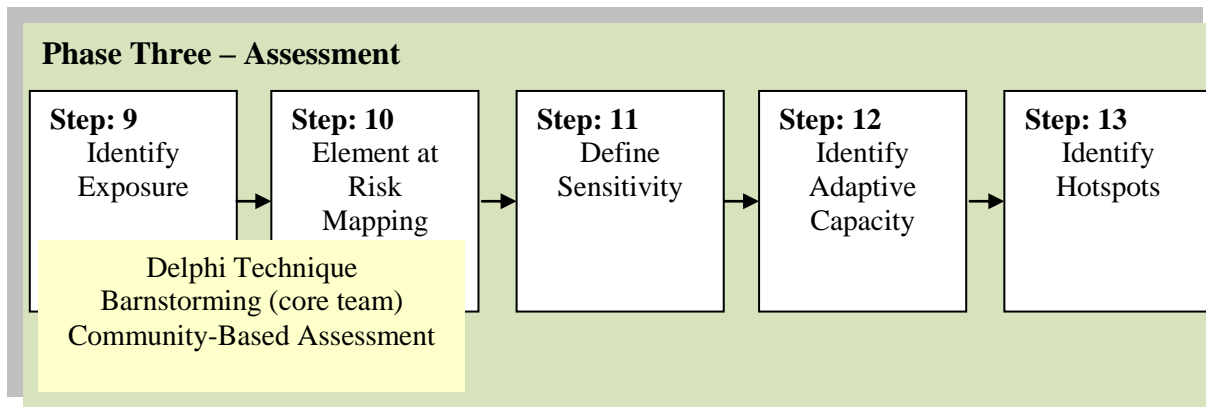 Phase Three – Assessment
Step: 9
Identify
Exposure
Step: 10
Element at
Risk
Mapping
Step: 11
Define
Sensitivity
Step: 12
Identify
Adaptive
Capacity
Step: 13
Identify
Hotspots
Delphi Technique
Barnstorming (core team)
Community-Based Assessment